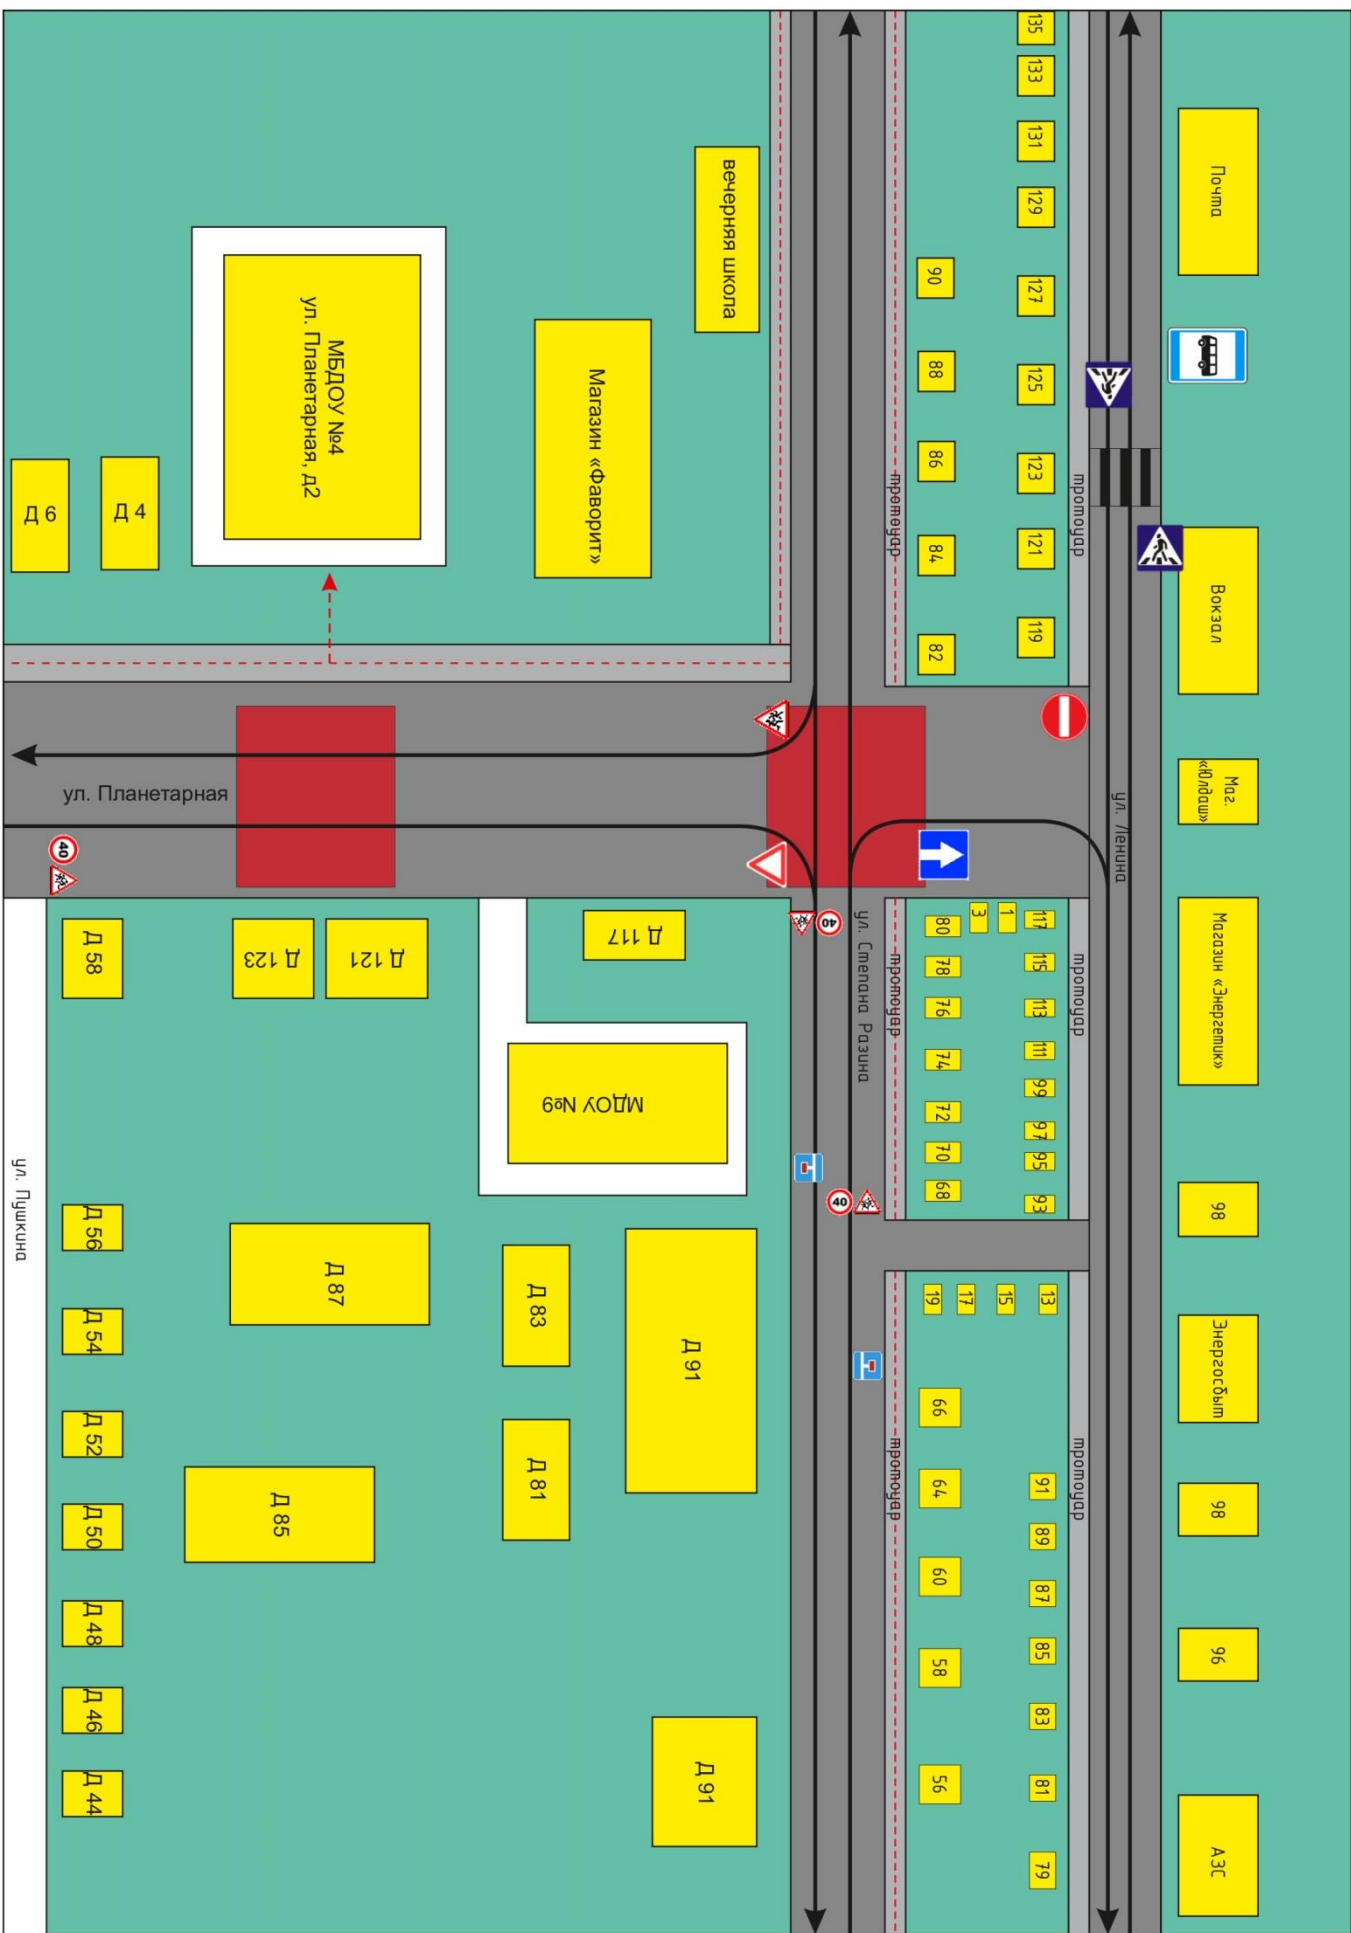 Почта
Вокзал
Маг.
«Юлдаш»
Магазин «Энергетик»
98
Энергосбыт
98
96
АЗС
ул. Ленина
тротуар
тротуар
тротуар
135
133
131
129
127
125
123
121
119
117
115
113
111
99
97
95
93
13
91
89
87
85
83
81
79
1
3
15
17
19
90
88
86
84
82
80
78
76
74
72
70
68
66
64
60
58
56
тротуар
тротуар
тротуар
ул. Степана Разина
40
40
вечерняя школа
Магазин «Фаворит»
МБДОУ №4
ул. Планетарная, д2
Д 4
Д 6
ул. Планетарная
40
Д 117
МДОУ №9
Д 121
Д 123
Д 58
Д 91
Д 83
Д 81
Д 87
Д 85
Д 91
Д 56
Д 54
Д 52
Д 50
Д 48
Д 46
Д 44
ул. Пушкина